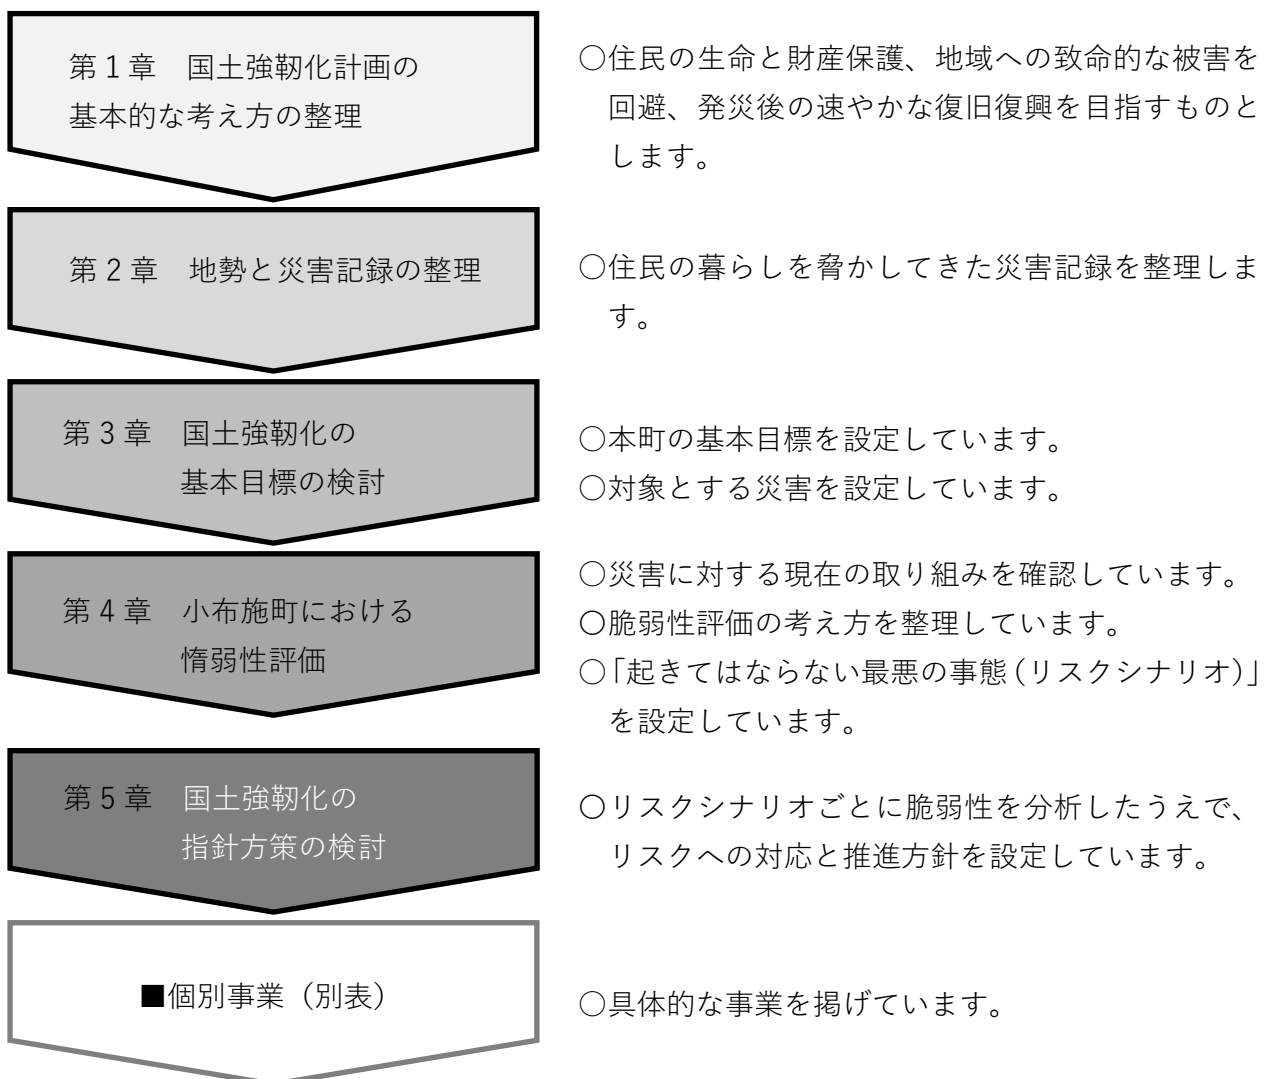 第1章　国土強靭化計画の
基本的な考え方の整理
○住民の生命と財産保護、地域への致命的な被害を
回避、発災後の速やかな復旧復興を目指すものと
します。
第2章　地勢と災害記録の整理
○住民の暮らしを脅かしてきた災害記録を整理しま
す。
第3章　国土強靭化の
基本目標の検討
○本町の基本目標を設定しています。
○対象とする災害を設定しています。
第4章　小布施町における
惰弱性評価
○災害に対する現在の取り組みを確認しています。
〇脆弱性評価の考え方を整理しています。
○「起きてはならない最悪の事態（リスクシナリオ）」
を設定しています。
第5章　国土強靭化の
指針方策の検討
〇リスクシナリオごとに脆弱性を分析したうえで、
リスクへの対応と推進方針を設定しています。
■個別事業（別表）
○具体的な事業を掲げています。